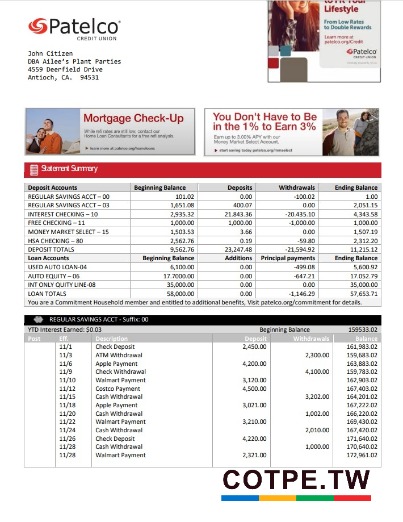 to Fit Your
Lifestyle
From Low Rates
to Double Rewards
Learn more at
patelco.org/Credit
Patelco
CREDIT UNION
Patelco
CREDIT UNION
John Citizen
DBA Ailee's Plant Parties
4559 Deerfield Drive
Antioch, CA. 94531
Mortgage Check-Up
While rates are still low, contact our
Home Loan Consultants for a free refi analysis.
You Don't Have to Be
in the 1% to Earn 3%
Earn up to 3.00% APY with our
Money Market Select Account.
Statement Summary
Deposit Accounts Beginning Balance Deposits Withdrawals Ending Balance
REGULAR SAVINGS ACCT – 00 101.02 0.00 -100.02 1.00
REGULAR SAVINGS ACCT – 03 1,651.08 400.07 0.00 2,051.15
INTEREST CHECKING – 10 2,935.32 21.843.36 -20.435.10 4,343.58
FREE CHECKING – 11 1,000.00 1,000.00 -1,000.00 1,000.00
MONEY MARKET SELECT – 15 1,503.53 3.66 0.00 1,507.19
HSA CHECKING – 80 2,562.76 0.19 -59.80 2,312.20
DEPOSIT TOTALS 9,562.76 23,247.48 -21,594.92 11,215.12
Loan Accounts Beginning Balance Additions Principal payments Ending Balance
USED AUTO LOAN-04 6,100.00 0.00 -499.08 5,600.92
AUTO EQUITY – 06 17.7000.00 0.00 -647.21 17.052.79
INT ONLY QUITY LINE-08 35,000.00 0.00 0.00 35,000.00
LOAN TOTALS 58,000.00 0.00 -1,146.29 57,653.71
You are a Commitment Household member and entitled to additional benefits, Visit patelco.org/commitment for details.
REGULAR SAVINGS ACCT - Suffix: 00
YTD Interest Earned: $0.03 Beginning Balance 159533.02
Post Eff. Description Deposit Withdrawals Balance
11/1 Check Deposit 2,450.00 161,983.02
11/3 ATM Withdrawal 2,300.00 159,683.02
11/6 Apple Payment 4,200.00 163,883.02
11/9 Check Withdrawal 4,100.00 159,783.02
11/10 Walmart Payment 3,120.00 162,903.02
11/12 Costco Payment 4,500.00 167,403.02
11/15 Cash Withdrawal 3,202.00 164,201.02
11/18 Apple Payment 3,021.00 167,222.02
11/20 Cash Withdrawal 1,002.00 166,220.02
11/22 Walmart Payment 3,210.00 169,430.02
11/24 Cash Withdrawal 2,010.00 167,420.02
11/26 Check Deposit 4,220.00 171,640.02
11/28 Cash Withdrawal 1,000.00 170,640.02
11/28 Walmart Payment 2,321.00 172,961.02
COTPE.TW